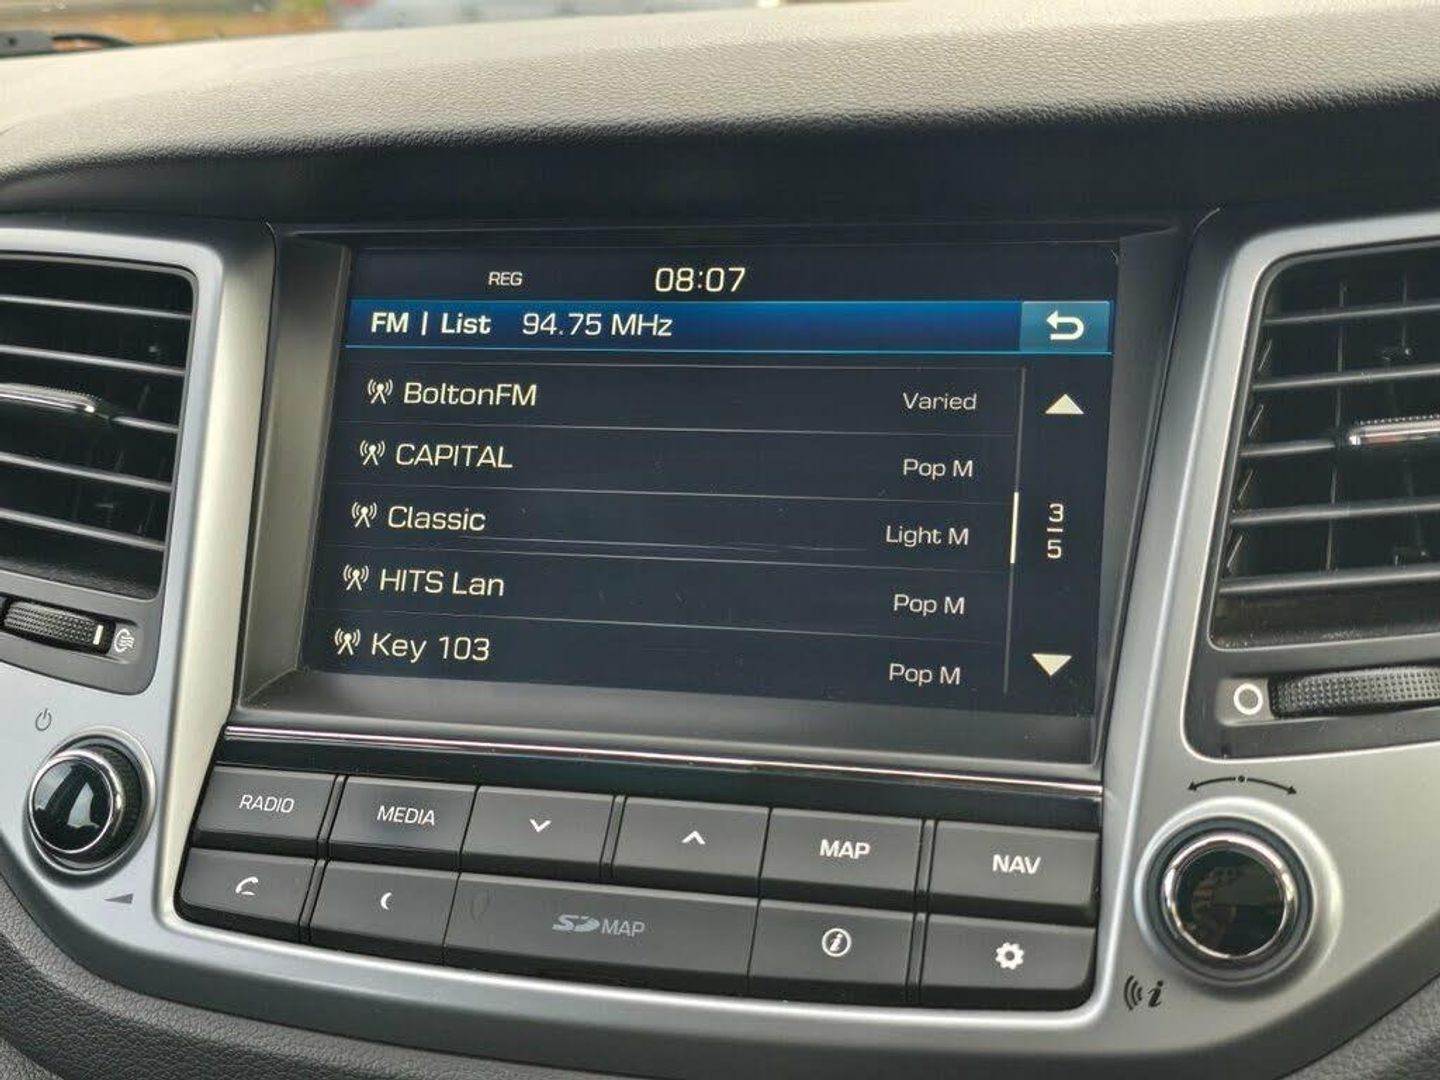 REG 08:07
FM | List 94.75 MHz
BoltonFM Varied
CAPITAL Pop M
Classic Light M
HITS Lan Pop M
Key 103 Pop M
3
5
RADIO MEDIA MAP NAV
SD MAP
i
i